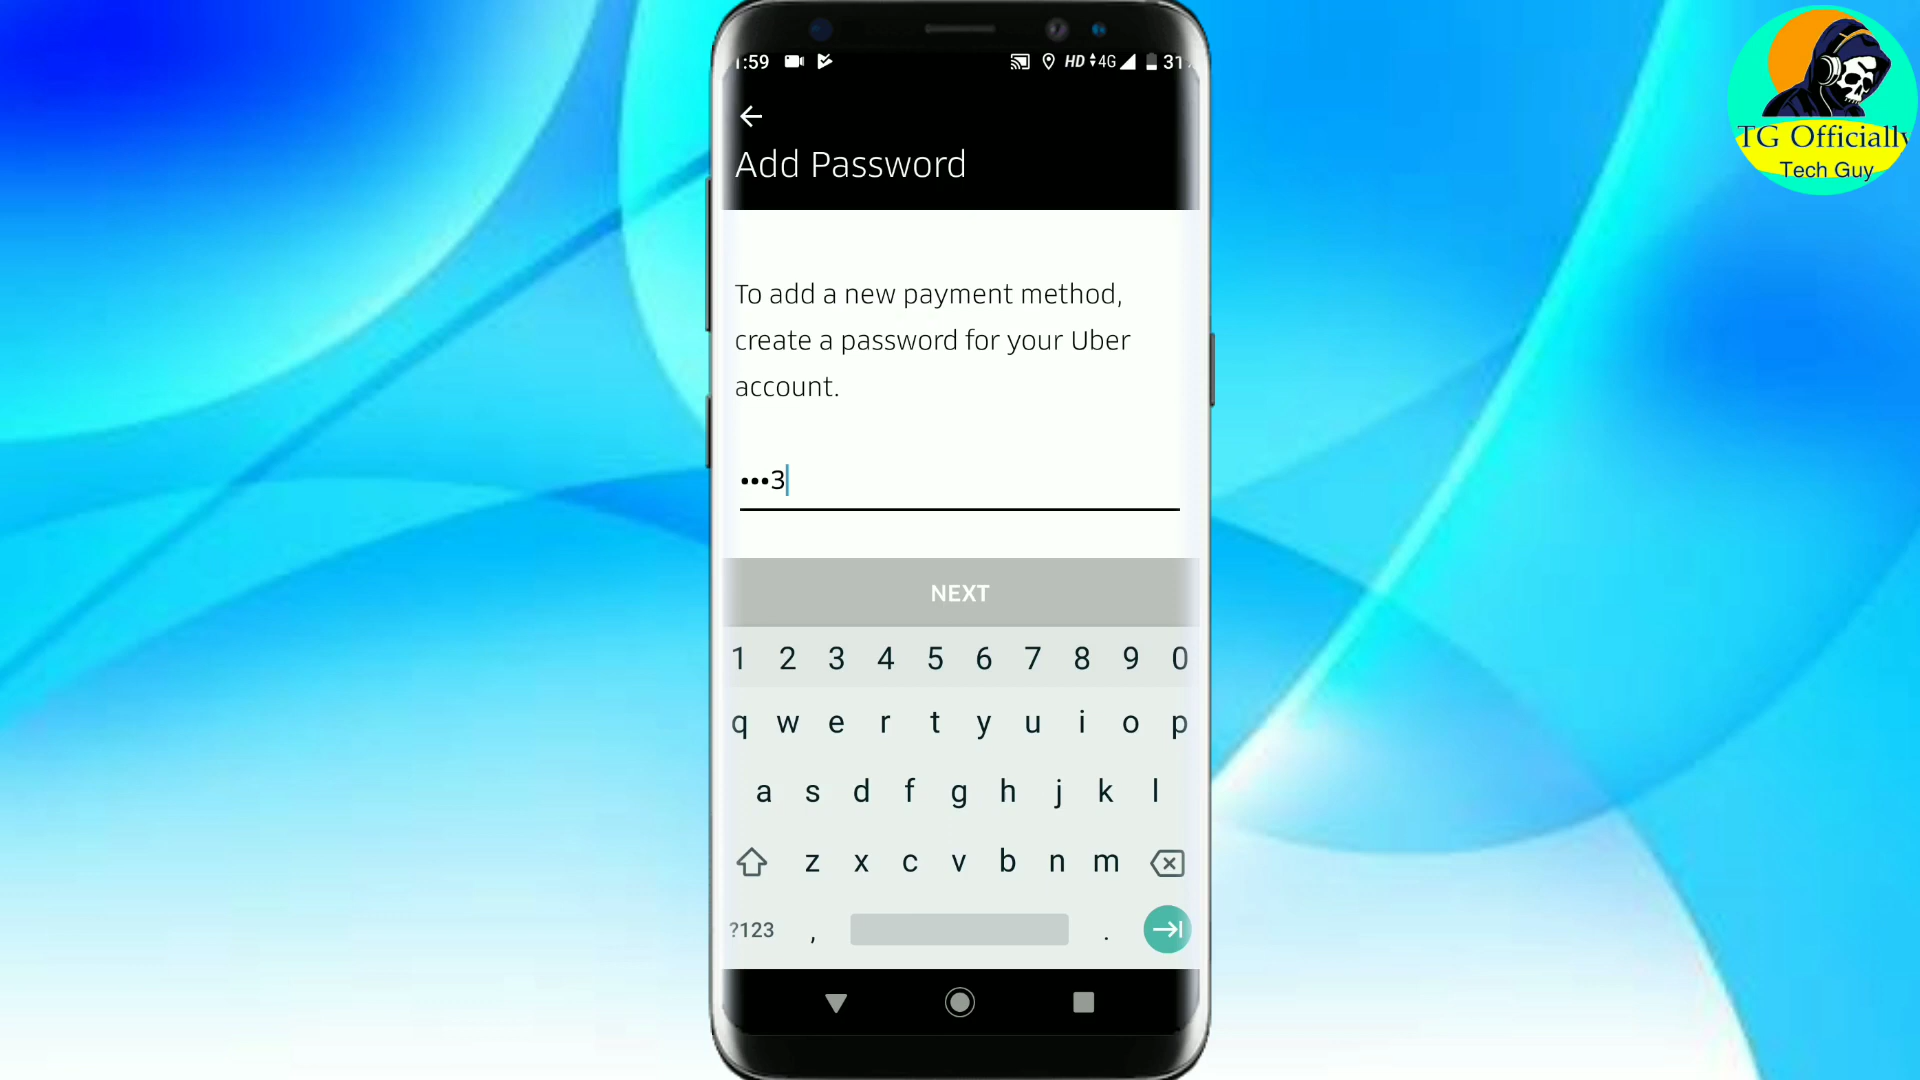 1:59 HD 4G 31
TG Officially
Tech Guy
Add Password
To add a new payment method,
create a password for your Uber
account.
•••3
NEXT
1 2 3 4 5 6 7 8 9 0
q w e r t y u i o p
a s d f g h j k l
z x c v b n m
?123 , .